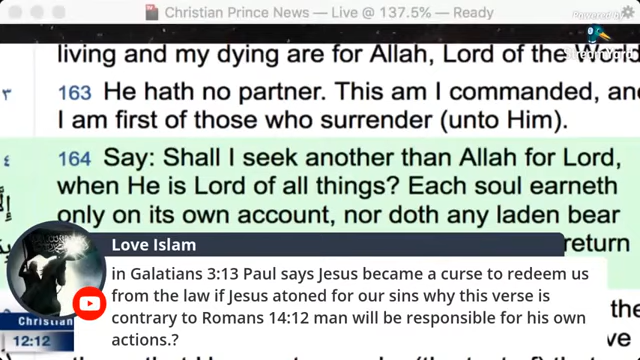 Christian Prince News — Live @ 137.5% — Ready
Powered by
living and my dying are for Allah, Lord of the
٣
163 He hath no partner. This am I commanded, and
I am first of those who surrender (unto Him).
٤
164 Say: Shall I seek another than Allah for Lord,
when He is Lord of all things? Each soul earneth
only on its own account, nor doth any laden bear
return
Love Islam
in Galatians 3:13 Paul says Jesus became a curse to redeem us
from the law if Jesus atoned for our sins why this verse is
contrary to Romans 14:12 man will be responsible for his own
actions.?
Christian
12:12